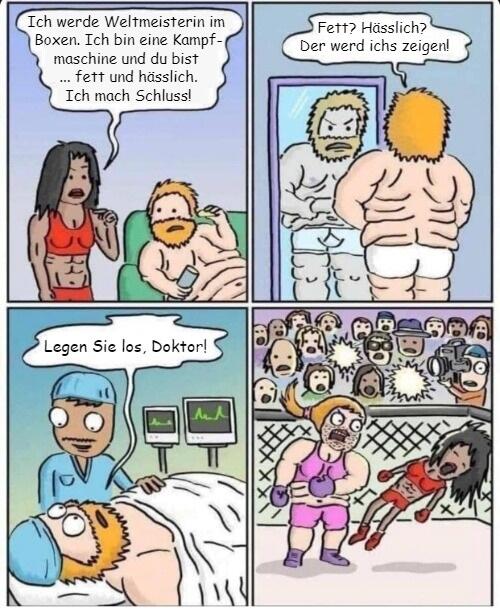 Ich werde Weltmeisterin im
Boxen. Ich bin eine Kampf-
maschine und du bist
... fett und hässlich.
Ich mach Schluss!
Fett? Hässlich?
Der werd ichs zeigen!
Legen Sie los, Doktor!